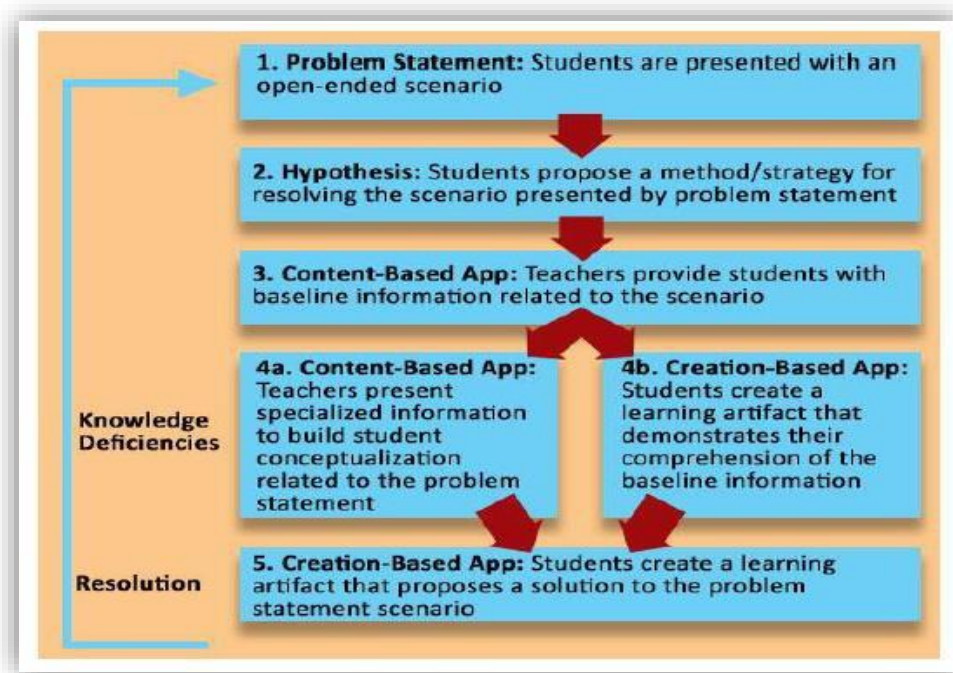 1. Problem Statement: Students are presented with an
open-ended scenario
2. Hypothesis: Students propose a method/strategy for
resolving the scenario presented by problem statement
3. Content-Based App: Teachers provide students with
baseline information related to the scenario
4a. Content-Based App:
Teachers present
specialized information
to build student
conceptualization
related to the problem
statement
4b. Creation-Based App:
Students create a
learning artifact that
demonstrates their
comprehension of the
baseline information
Knowledge
Deficiencies
5. Creation-Based App: Students create a learning
artifact that proposes a solution to the problem
statement scenario
Resolution